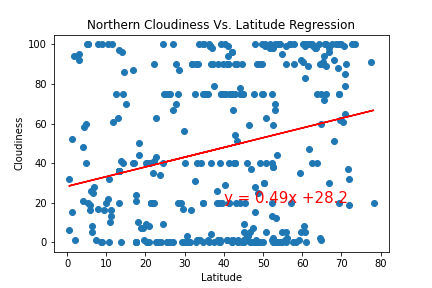 Northern Cloudiness Vs. Latitude Regression
100
80
60
40
20
0
Cloudiness
y = 0.49x +28.2
0 10 20 30 40 50 60 70 80
Latitude